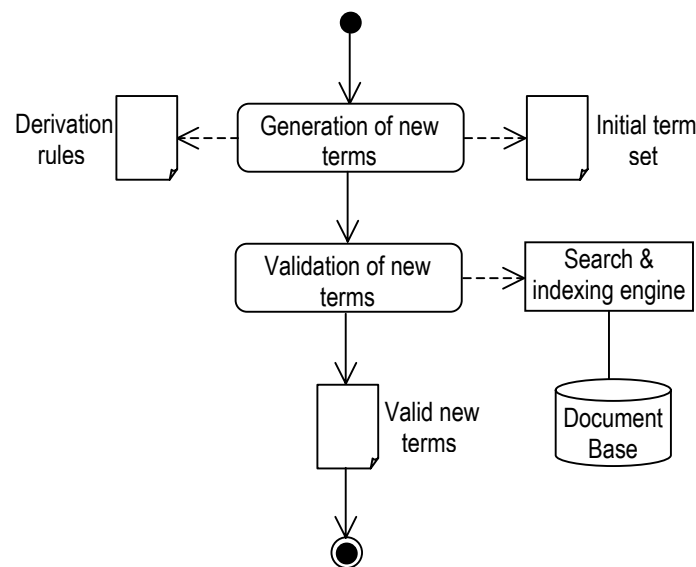 Derivation
rules
Generation of new
terms
Initial term
set
Validation of new
terms
Search &
indexing engine
Valid new
terms
Document
Base